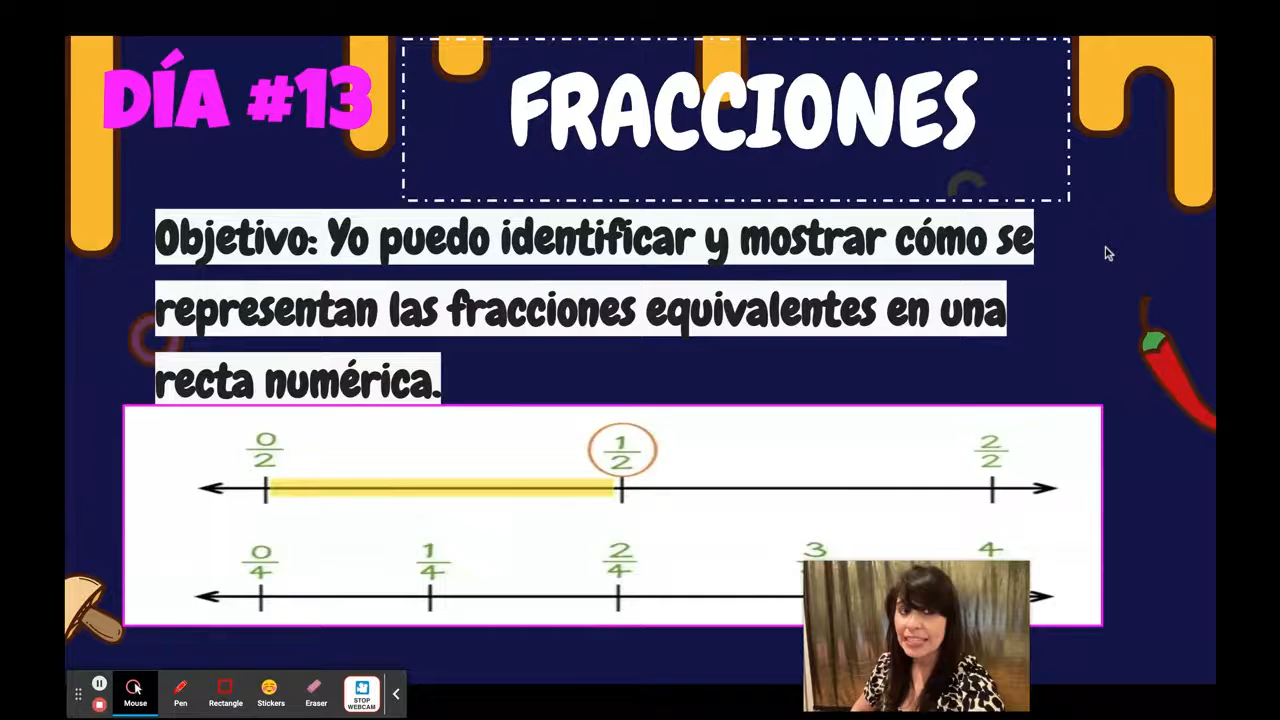 DÍA #13
FRACCIONES
Objetivo: Yo puedo identificar y mostrar cómo se
representan las fracciones equivalentes en una
recta numérica.
0/2 1/2 2/2
0/4 1/4 2/4 3 4
Mouse Pen Rectangle Stickers Eraser STOP WEBCAM